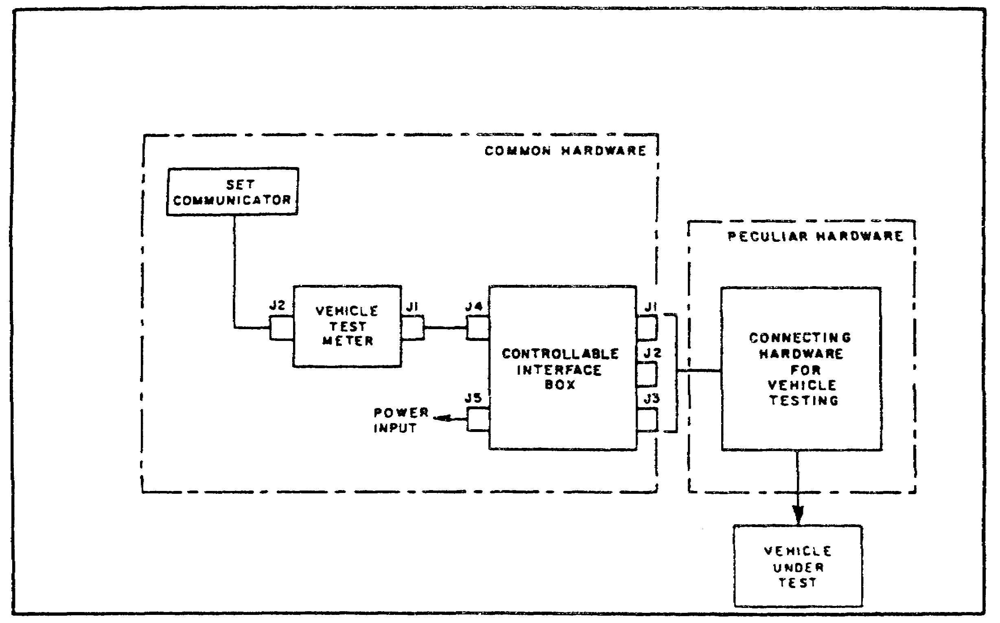 COMMON HARDWARE
SET
COMMUNICATOR
PECULIAR HARDWARE
J2
VEHICLE
TEST
METER
J1
J4
CONTROLLABLE
INTERFACE
BOX
J5
POWER
INPUT
J1
J2
J3
CONNECTING
HARDWARE
FOR
VEHICLE
TESTING
VEHICLE
UNDER
TEST